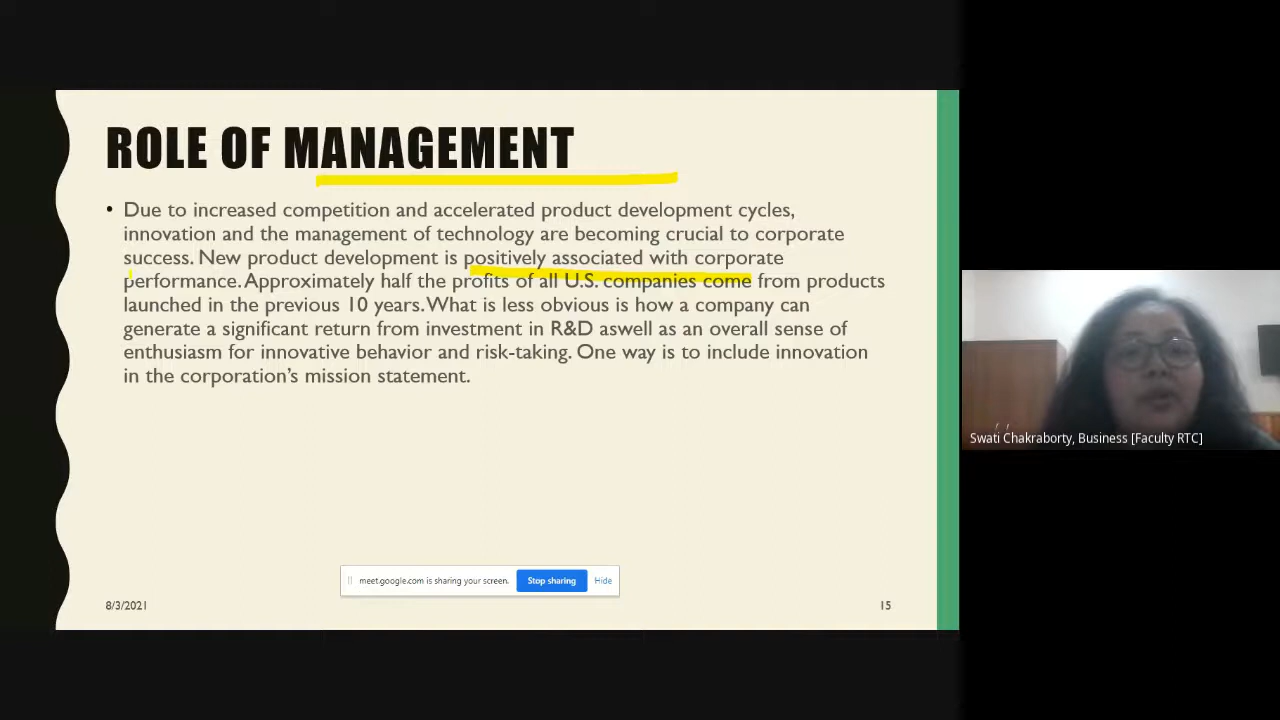 ROLE OF MANAGEMENT
• Due to increased competition and accelerated product development cycles,
innovation and the management of technology are becoming crucial to corporate
success. New product development is positively associated with corporate
performance. Approximately half the profits of all U.S. companies come from products
launched in the previous 10 years. What is less obvious is how a company can
generate a significant return from investment in R&D aswell as an overall sense of
enthusiasm for innovative behavior and risk-taking. One way is to include innovation
in the corporation's mission statement.
meet.google.com is sharing your screen. Stop sharing Hide
8/3/2021 15
Swati Chakraborty, Business [Faculty RTC]